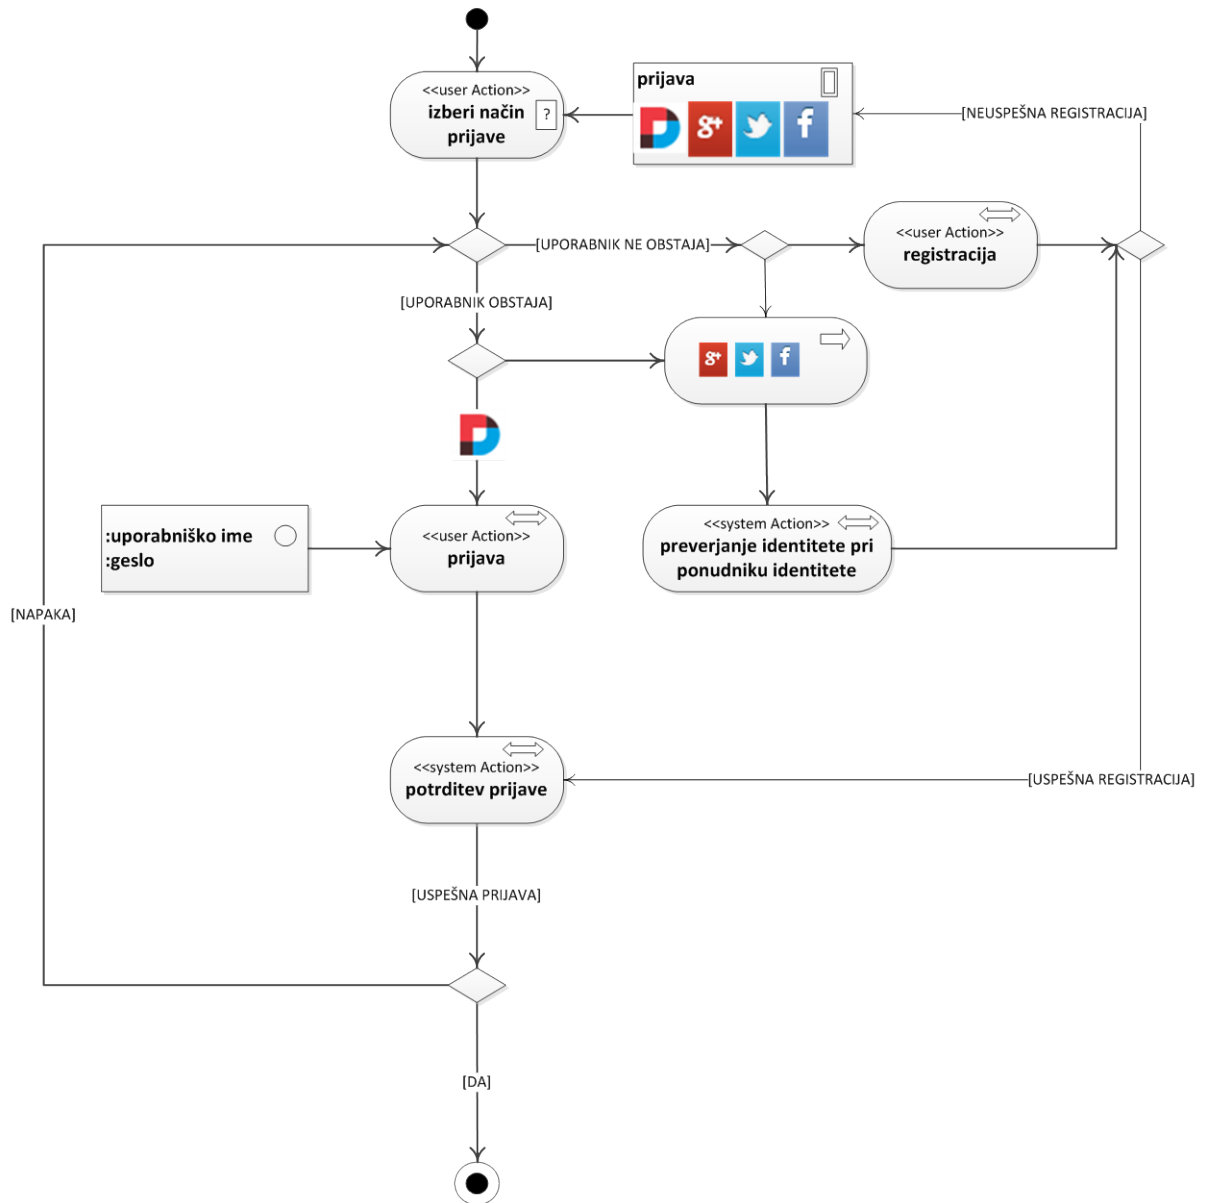 <<user Action>>
izberi način
prijave
?
prijava
g+
f
[NEUSPEŠNA REGISTRACIJA]
<<user Action>>
registracija
[UPORABNIK NE OBSTAJA]
[UPORABNIK OBSTAJA]
g+
f
:uporabniško ime
:geslo
<<user Action>>
prijava
<<system Action>>
preverjanje identitete pri
ponudniku identitete
[NAPAKA]
<<system Action>>
potrditev prijave
[USPEŠNA REGISTRACIJA]
[USPEŠNA PRIJAVA]
[DA]